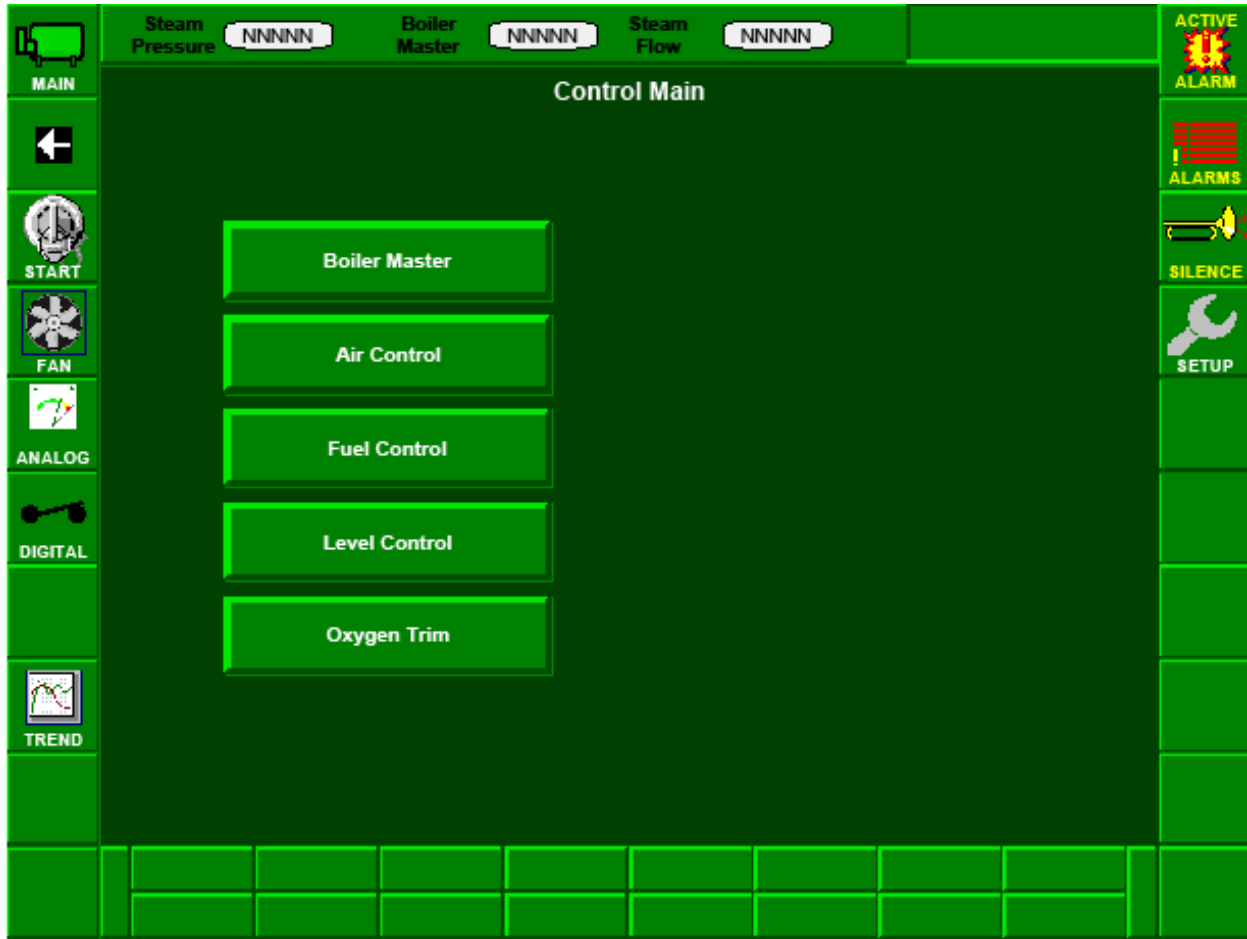 Steam Pressure NNNNN Boiler Master NNNNN Steam Flow NNNNN
ACTIVE
ALARM
MAIN
Control Main
ALARMS
START
SILENCE
Boiler Master
FAN
SETUP
Air Control
ANALOG
Fuel Control
DIGITAL
Level Control
Oxygen Trim
TREND